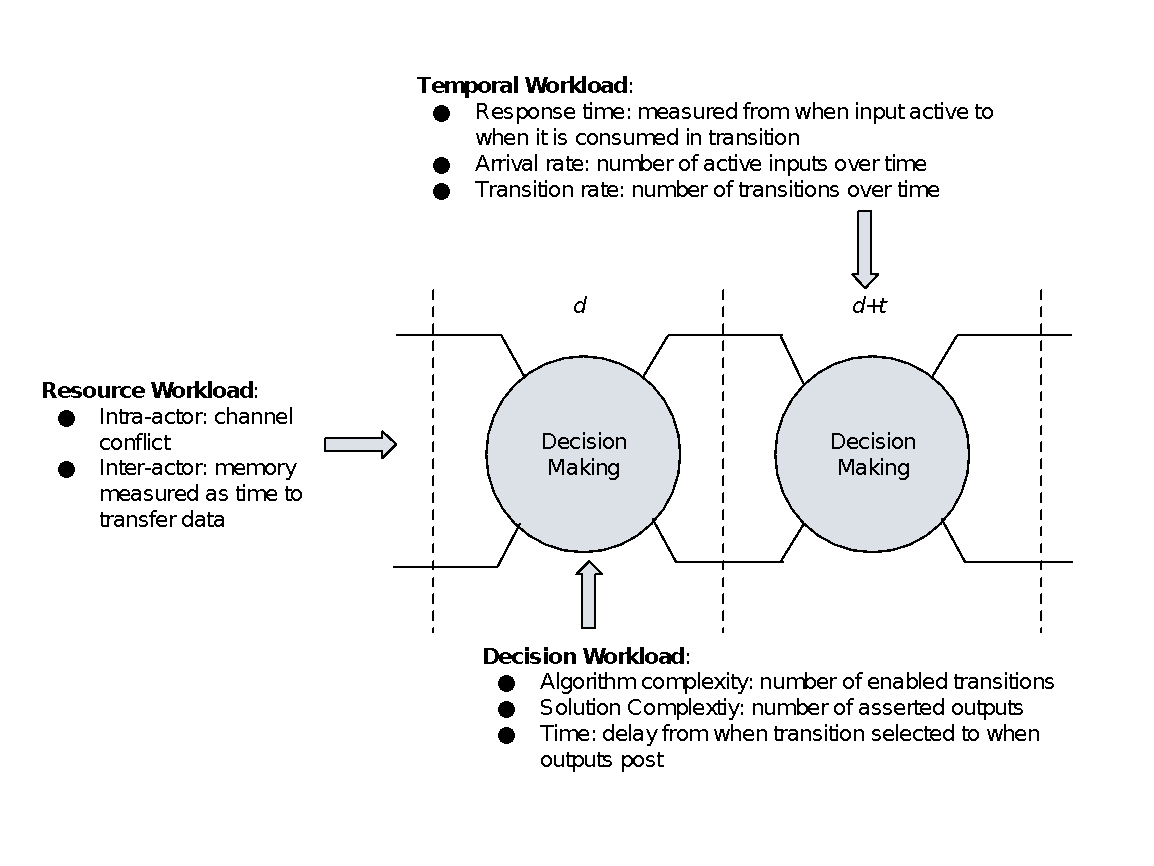 Temporal Workload:
● Response time: measured from when input active to
when it is consumed in transition
● Arrival rate: number of active inputs over time
● Transition rate: number of transitions over time
d
d+t
Resource Workload:
● Intra-actor: channel
conflict
● Inter-actor: memory
measured as time to
transfer data
Decision
Making
Decision
Making
Decision Workload:
● Algorithm complexity: number of enabled transitions
● Solution Complextiy: number of asserted outputs
● Time: delay from when transition selected to when
outputs post